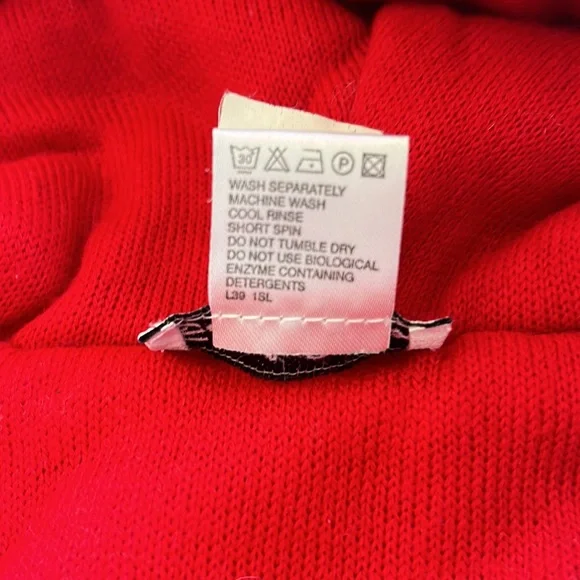 30 P
WASH SEPARATELY
MACHINE WASH
COOL RINSE
SHORT SPIN
DO NOT TUMBLE DRY
DO NOT USE BIOLOGICAL
ENZYME CONTAINING
DETERGENTS
L39 1SL